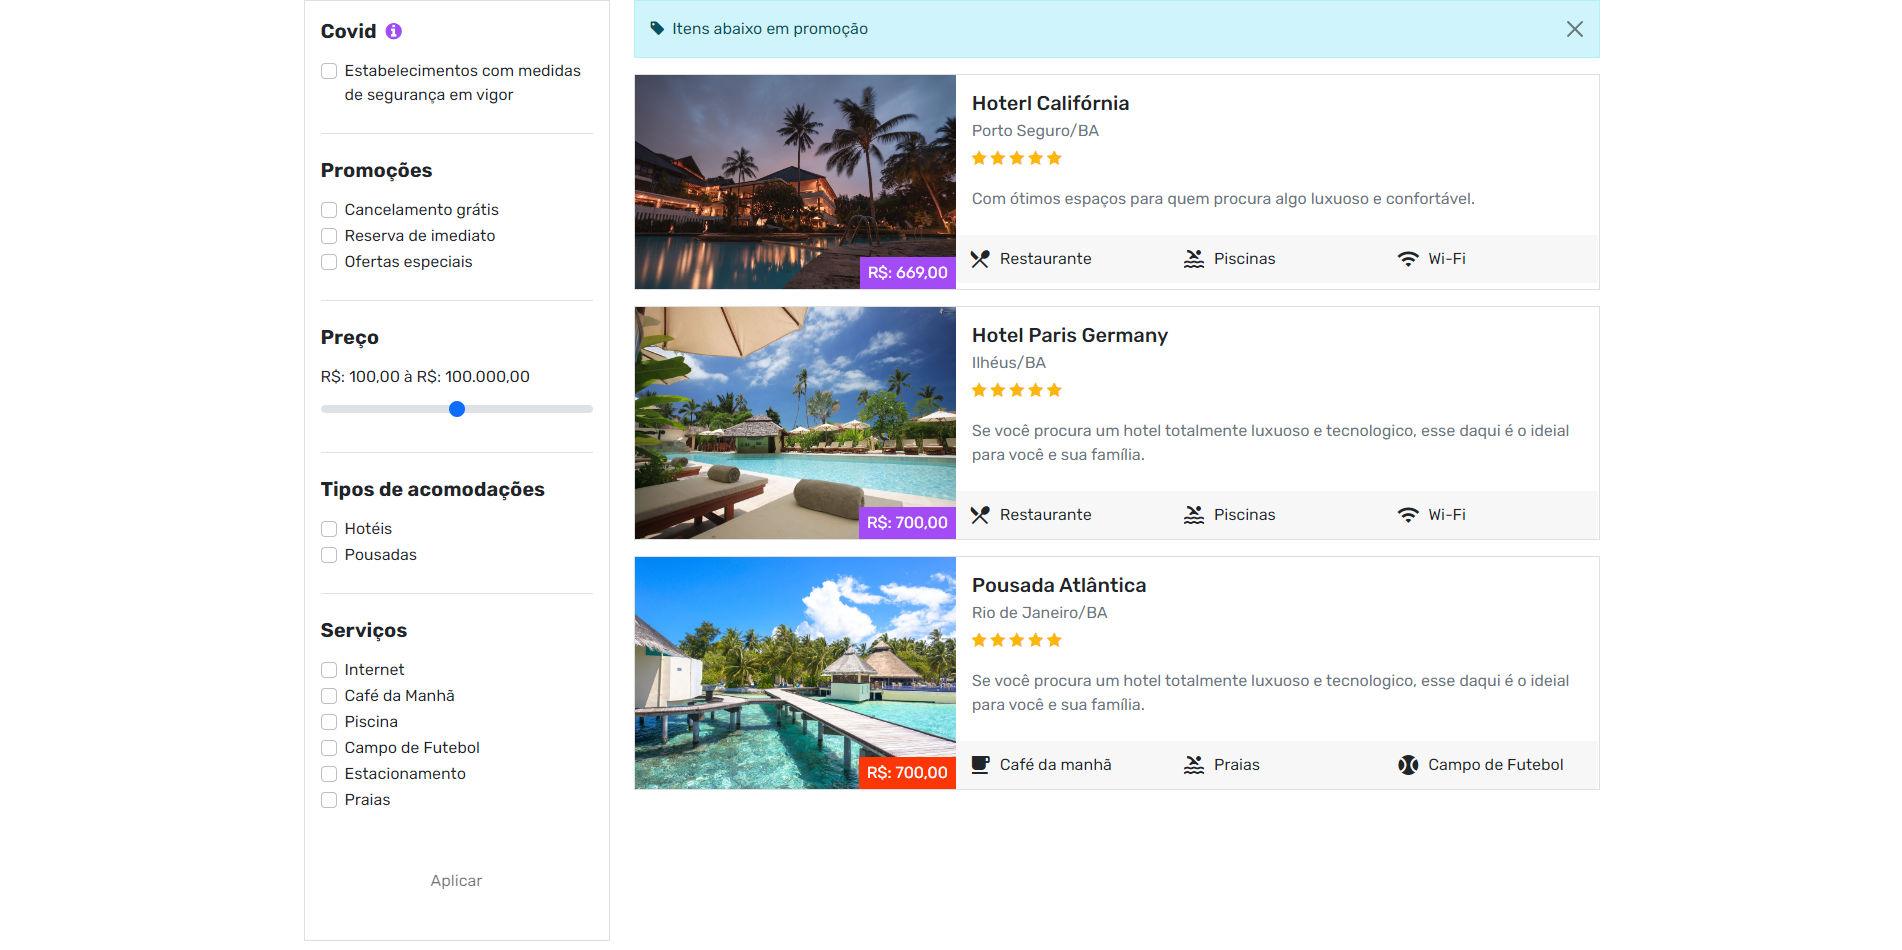 Covid
Estabelecimentos com medidas
de segurança em vigor
Promoções
Cancelamento grátis
Reserva de imediato
Ofertas especiais
Preço
R$: 100,00 à R$: 100.000,00
Tipos de acomodações
Hotéis
Pousadas
Serviços
Internet
Café da Manhã
Piscina
Campo de Futebol
Estacionamento
Praias
Aplicar
Itens abaixo em promoção
Hoterl Califórnia
Porto Seguro/BA
Com ótimos espaços para quem procura algo luxuoso e confortável.
R$: 669,00
Restaurante Piscinas Wi-Fi
Hotel Paris Germany
Ilhéus/BA
Se você procura um hotel totalmente luxuoso e tecnologico, esse daqui é o ideial
para você e sua família.
R$: 700,00
Restaurante Piscinas Wi-Fi
Pousada Atlântica
Rio de Janeiro/BA
Se você procura um hotel totalmente luxuoso e tecnologico, esse daqui é o ideial
para você e sua família.
R$: 700,00
Café da manhã Praias Campo de Futebol